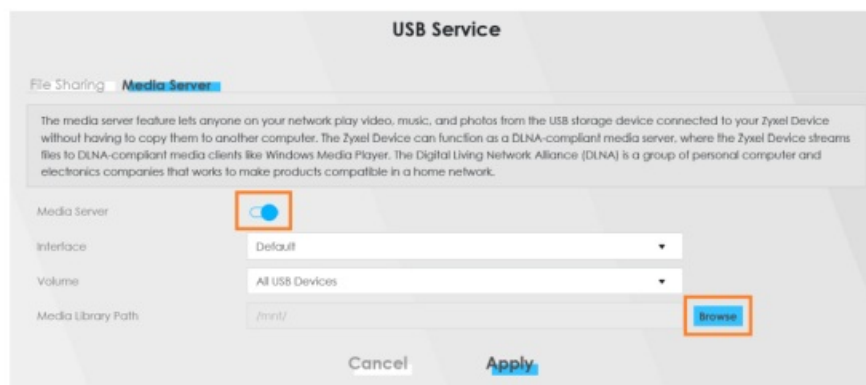 USB Service
File Sharing Media Server
The media server feature lets anyone on your network play video, music, and photos from the USB storage device connected to your Zyxel Device
without having to copy them to another computer. The Zyxel Device can function as a DLNA-compliant media server, where the Zyxel Device streams
files to DLNA-compliant media clients like Windows Media Player. The Digital Living Network Alliance (DLNA) is a group of personal computer and
electronics companies that works to make products compatible in a home network.
Media Server
Interface Default
Volume All USB Devices
Media Library Path /mnt/ Browse
Cancel Apply